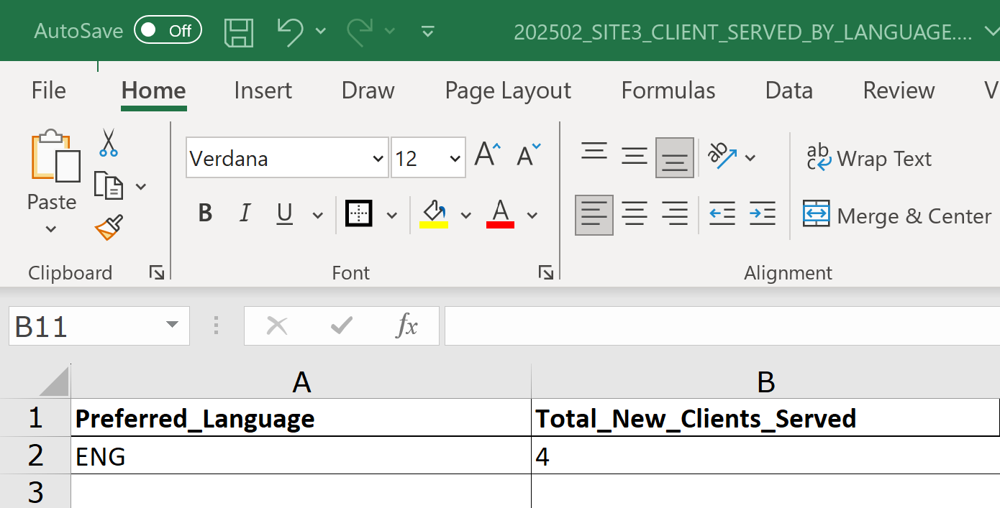 AutoSave Off 202502_SITE3_CLIENT_SERVED_BY_LANGUAGE....
File Home Insert Draw Page Layout Formulas Data Review V
Verdana 12 A A ab Wrap Text
Paste B I U A Merge & Center
Clipboard Font Alignment
B11 fx
A B
1 Preferred_Language Total_New_Clients_Served
2 ENG 4
3